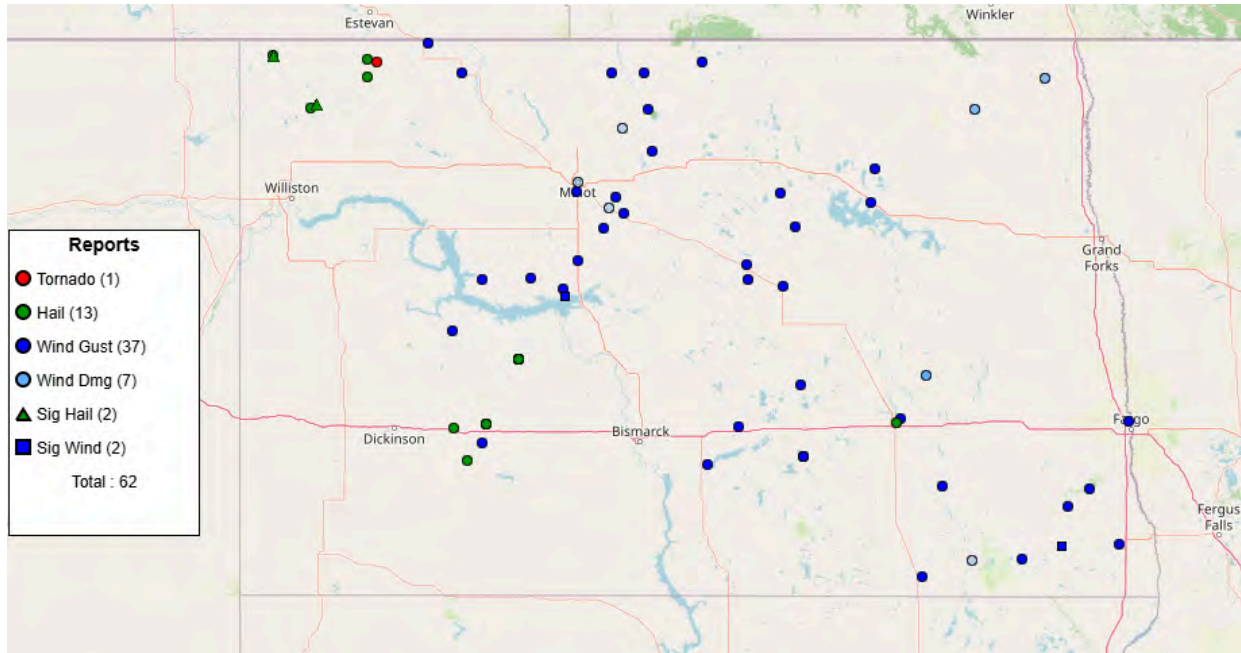 Estevan
Winkler
Williston
Minot
Grand
Forks
Reports
Tornado (1)
Hail (13)
Wind Gust (37)
Wind Dmg (7)
Sig Hail (2)
Sig Wind (2)
Total : 62
Dickinson
Bismarck
Fargo
Fergus
Falls